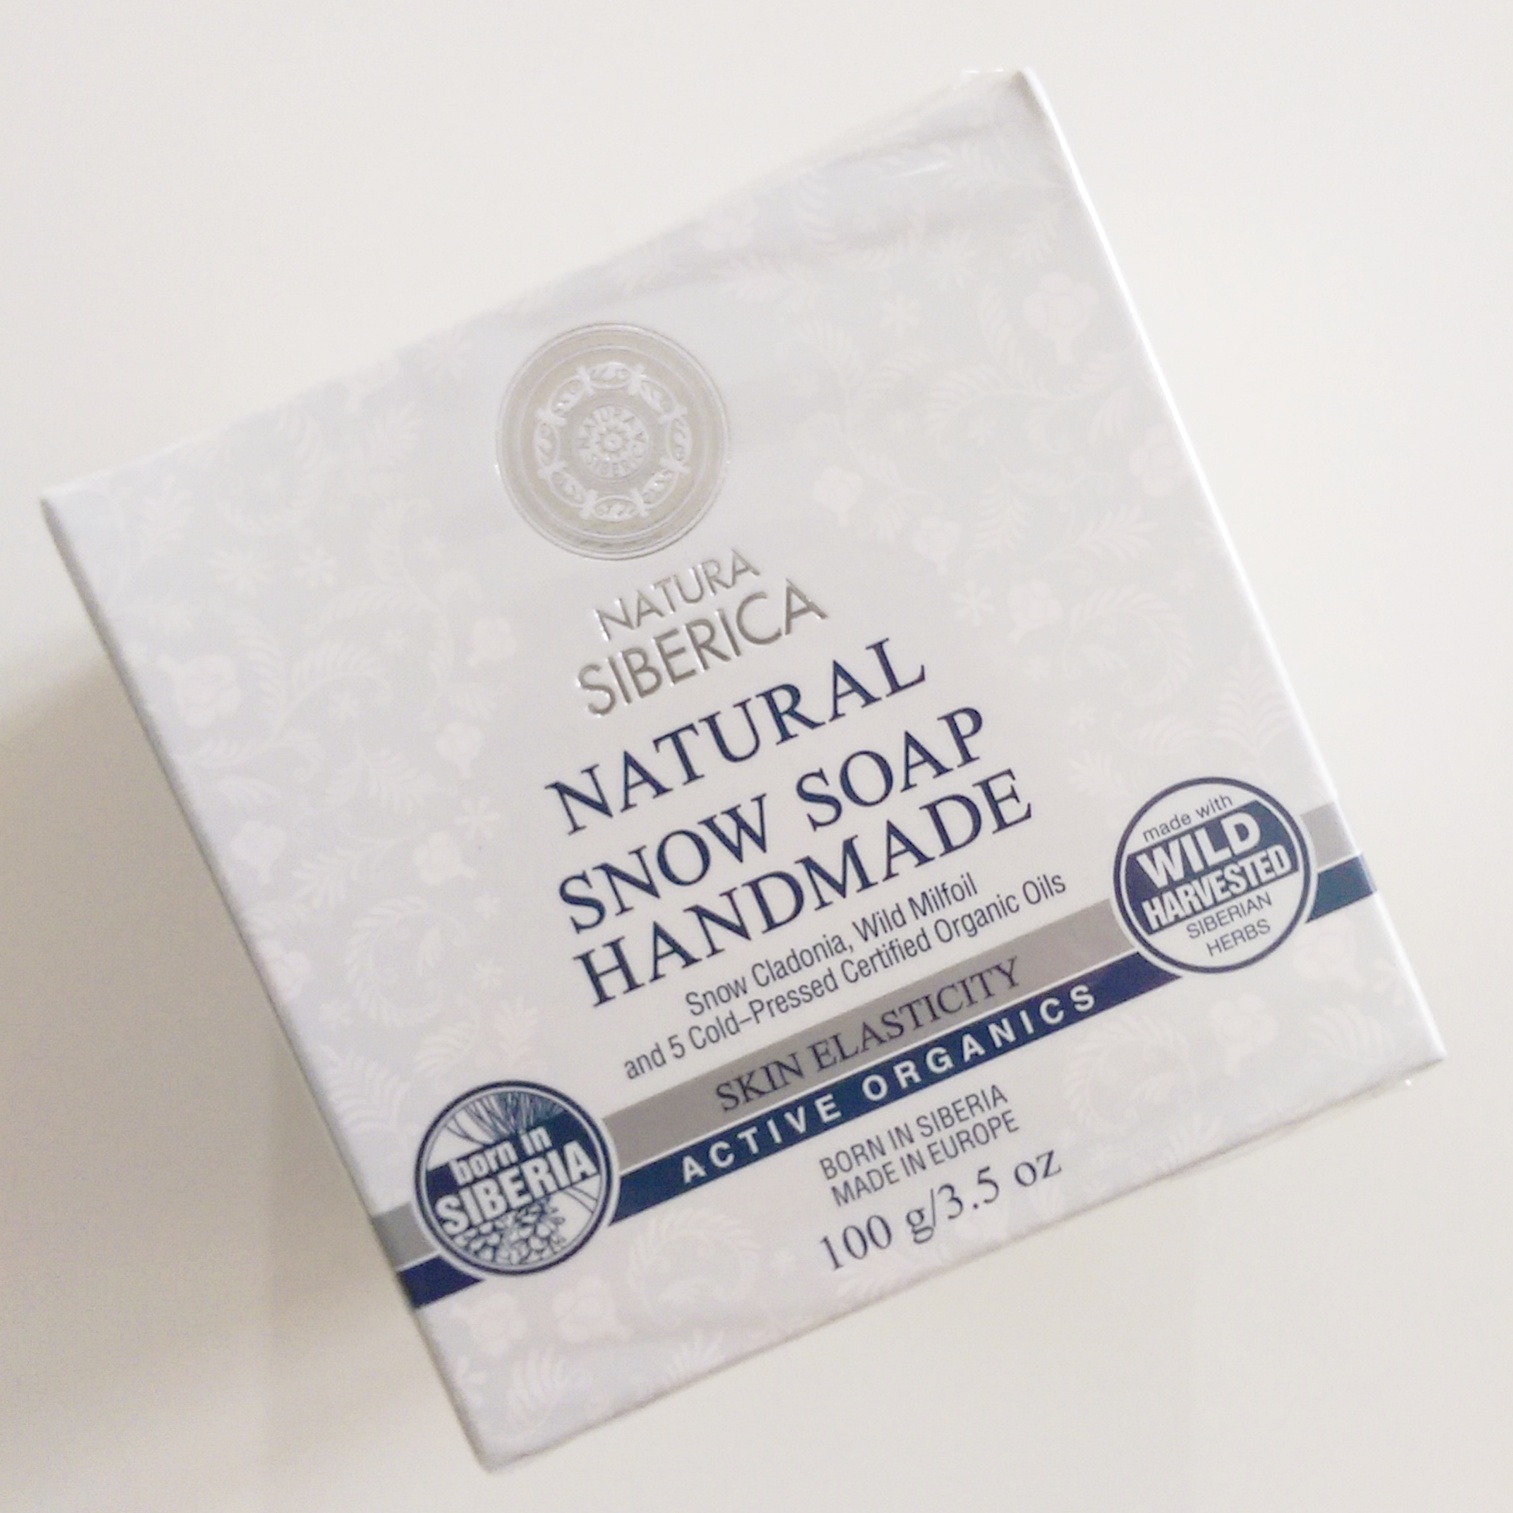 NATURA
SIBERICA
NATURA
SIBERICA
NATURAL
SNOW SOAP
HANDMADE
Snow Cladonia, Wild Milfoil
and 5 Cold-Pressed Certified Organic Oils
SKIN ELASTICITY
ACTIVE ORGANICS
made with
WILD
HARVESTED
SIBERIAN
HERBS
born in
SIBERIA
BORN IN SIBERIA
MADE IN EUROPE
100 g/3.5 oz